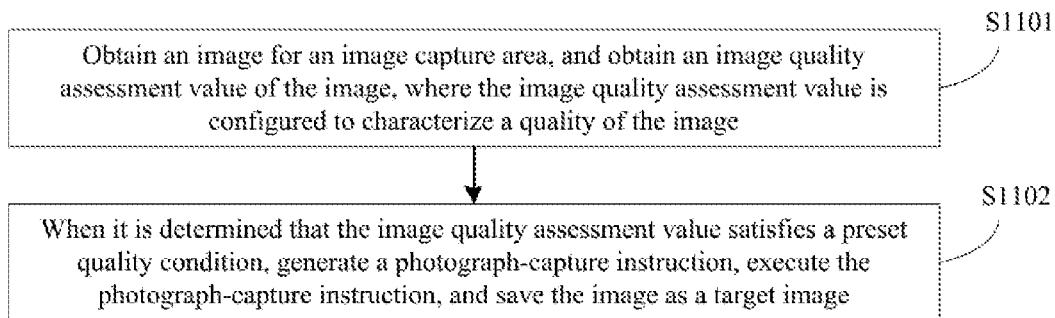 S1101
Obtain an image for an image capture area, and obtain an image quality
assessment value of the image, where the image quality assessment value is
configured to characterize a quality of the image
S1102
When it is determined that the image quality assessment value satisfies a preset
quality condition, generate a photograph-capture instruction, execute the
photograph-capture instruction, and save the image as a target image